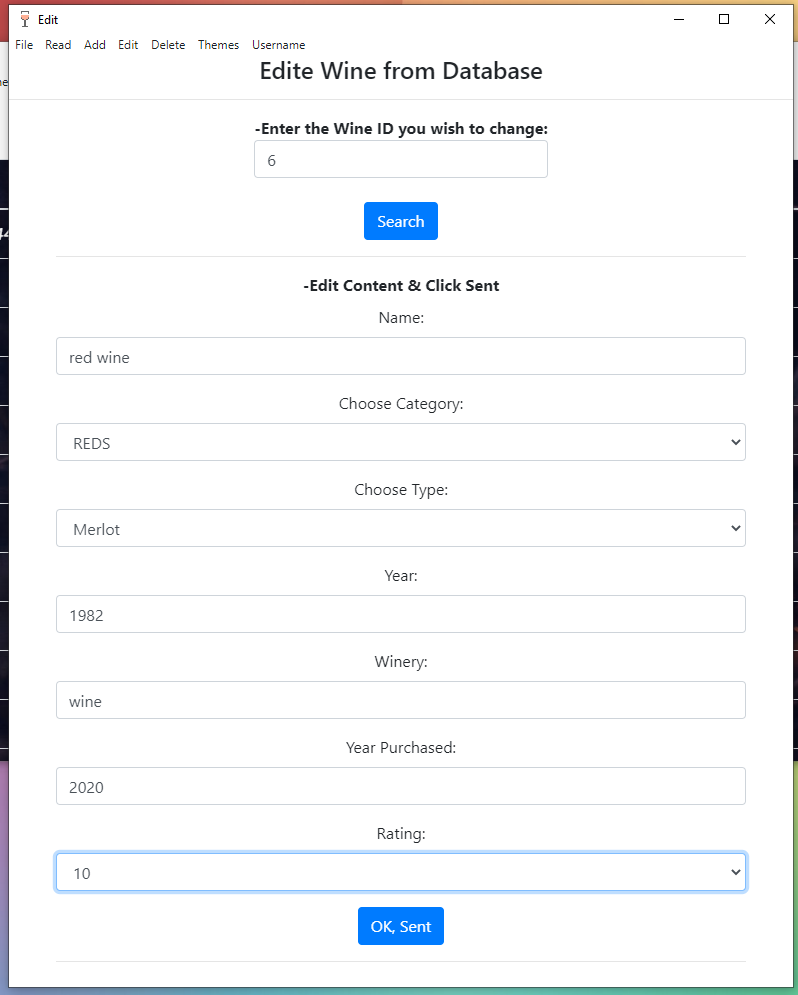 Edit
File Read Add Edit Delete Themes Username
Edite Wine from Database
-Enter the Wine ID you wish to change:
6
Search
-Edit Content & Click Sent
Name:
red wine
Choose Category:
REDS
Choose Type:
Merlot
Year:
1982
Winery:
wine
Year Purchased:
2020
Rating:
10
OK, Sent